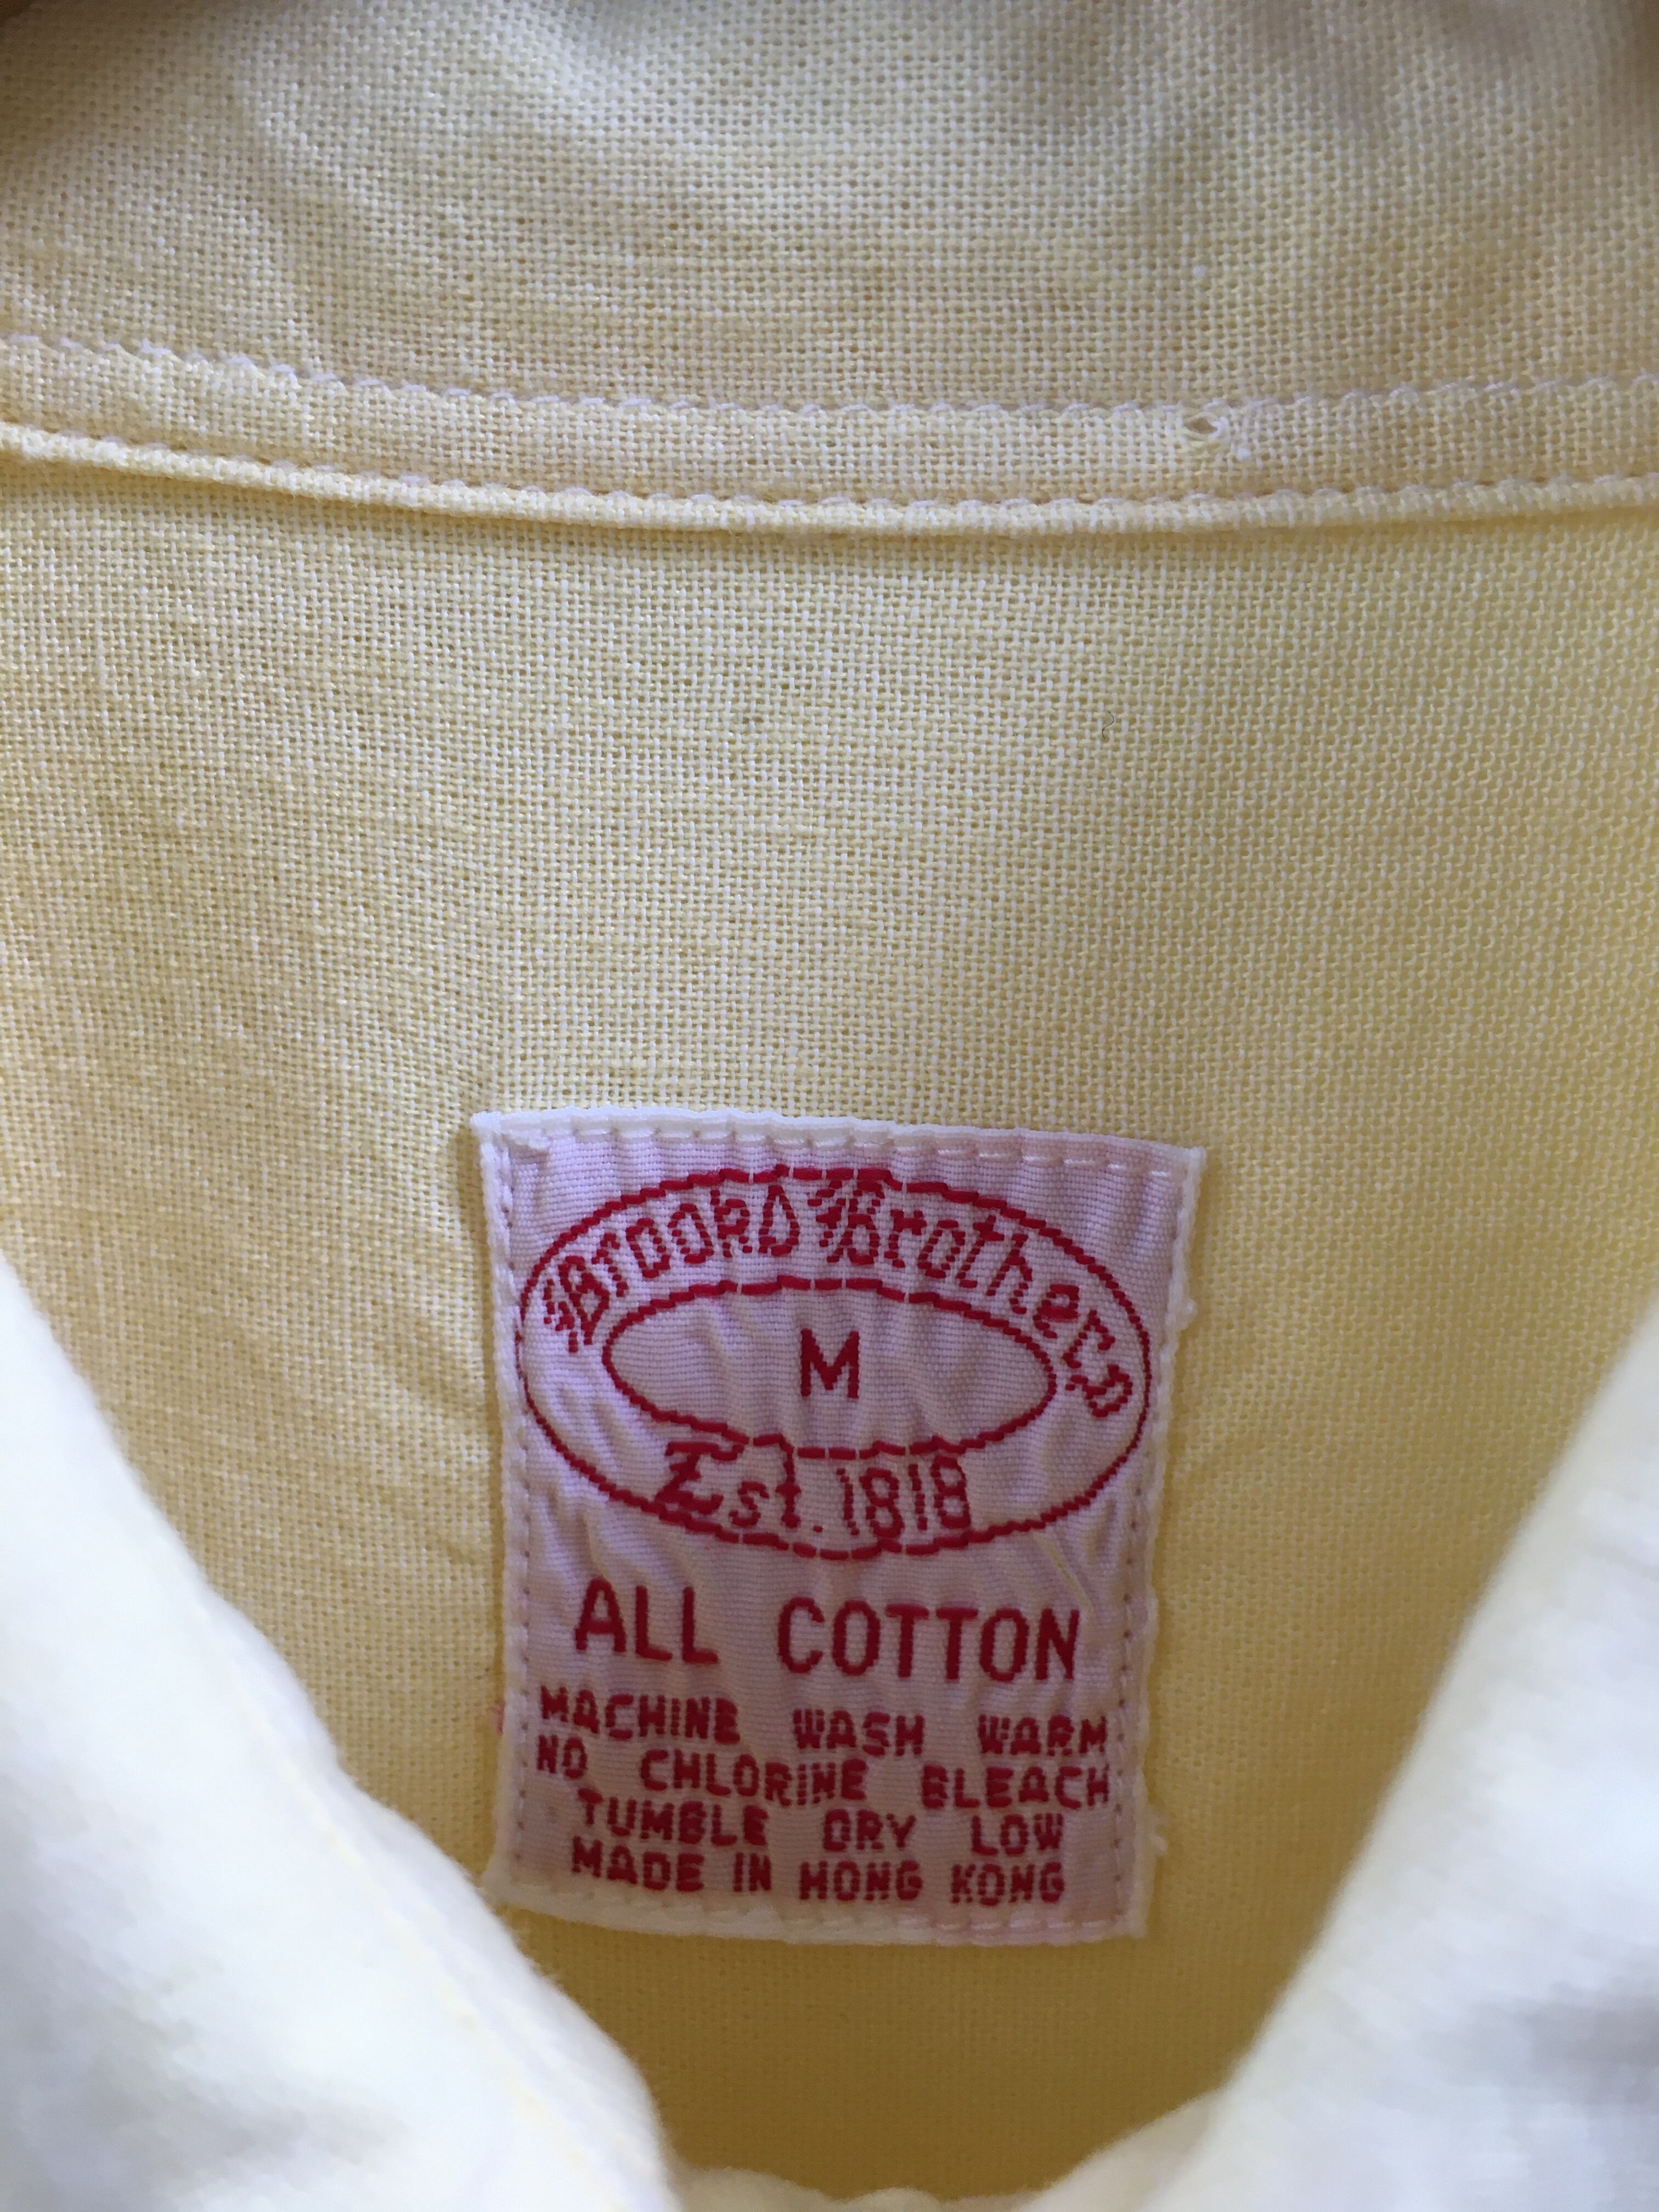 Brooks Brothers
M
Est. 1818
ALL COTTON
MACHINE WASH WARM
NO CHLORINE BLEACH
TUMBLE DRY LOW
MADE IN HONG KONG